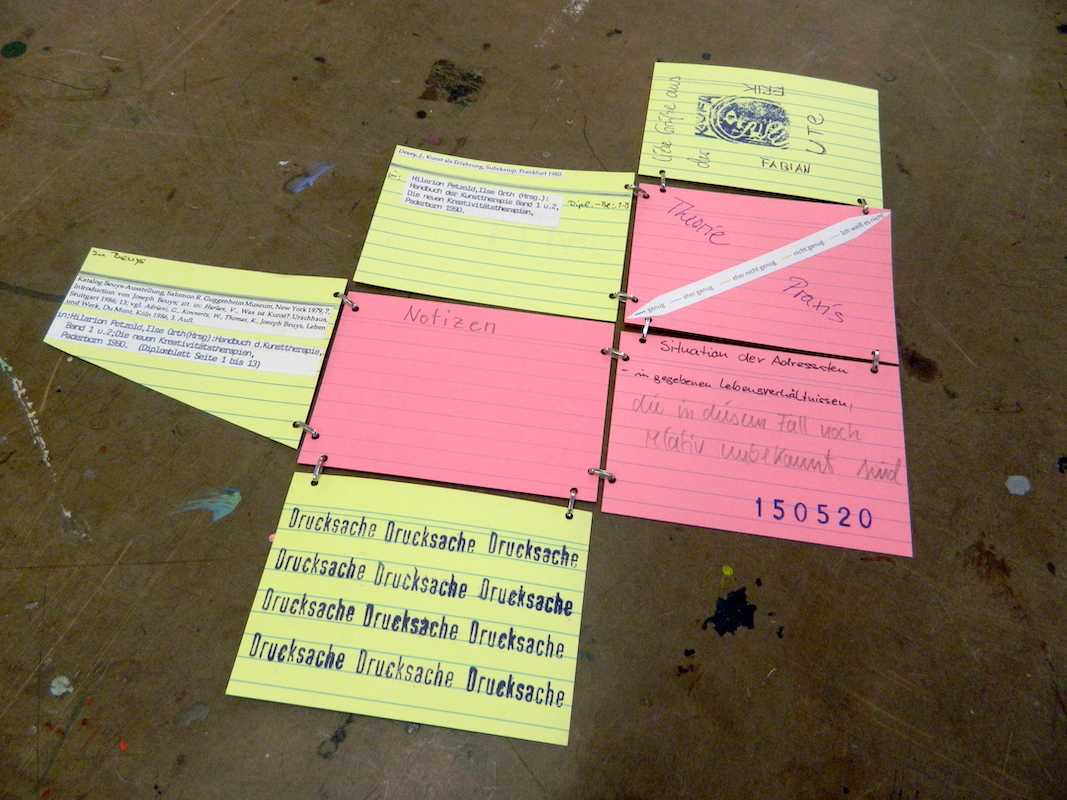 Liebe Grüße aus
der
ERIK
UTE
FABIAN
Dewey, J., Kunst als Erfahrung, Suhrkamp, Frankfurt 1980.
Hilarion Petzold,Ilse Orth (Hrsg.):
Handbuch der Kunsttherapie Band 1 u.2,
Die neuen Kreativitätstherapien,
Paderborn 1990.
Theorie
genug — eher genug — eher nicht genug — nicht genug — Ich weiß es nicht
Praxis
zu Beuys
Katalog Beuys-Ausstellung, Salomon R. Guggenheim Museum, New York 1979, 7,
Introduction von Joseph Beuys; zit. in: Harlan, V., Was ist Kunst? Urachhaus,
Stuttgart 1986; 13; vgl. Adriani, G., Konnertz, W., Thomas, K., Joseph Beuys, Leben
und Werk, Du Mont, Köln 1986, 3. Aufl.
in:Hilarion Petzold,Ilse Orth(Hrsg):Handbuch d.Kunsttherapie,
Band 1 u.2;Die neuen Kreativitätstherapien,
Paderborn 1990. (Diplomblatt Seite 1 bis 13)
Notizen
Situation der Adressaten
- in gegebenen Lebensverhältnissen,
die in diesem Fall noch
relativ unbekannt sind
150520
Drucksache Drucksache Drucksache
Drucksache Drucksache Drucksache
Drucksache Drucksache Drucksache
Drucksache Drucksache Drucksache